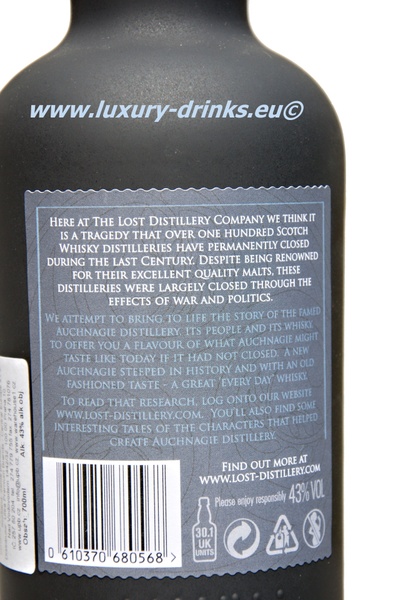 www.luxury-drinks.eu©
Here at The Lost Distillery Company we think it
is a tragedy that over one hundred Scotch
Whisky distilleries have permanently closed
during the last Century. Despite being renowned
for their excellent quality malts, these
distilleries were largely closed through the
effects of war and politics.
We attempt to bring to life the story of the famed
Auchnagie Distillery, its people and its whisky.
To offer you a flavour of what Auchnagie might
taste like today if it had not closed. A new
Auchnagie steeped in history and with an old
fashioned taste - a great 'every day' whisky.
To read that research, log onto our website
www.lost-distillery.com. You'll also find some
interesting tales of the characters that helped
create Auchnagie Distillery.
Find out more at
www.lost-distillery.com
Please enjoy responsibly 43% VOL
30.1
UK
UNITS
0 610370 680568 >
Alk. 43% alk obj
Obsah 700ml